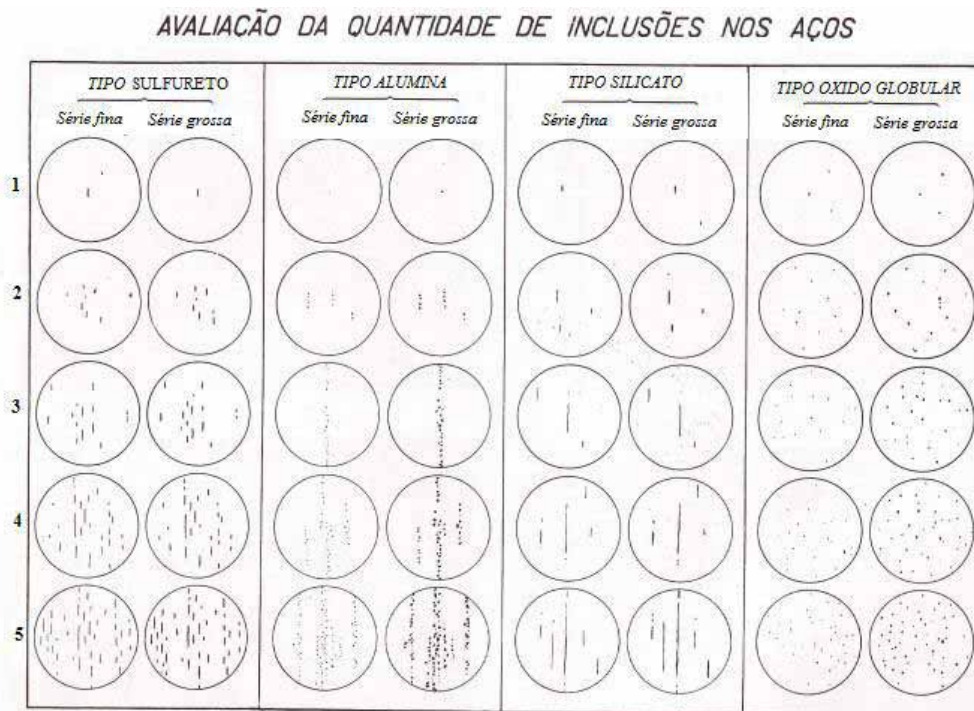 AVALIAÇÃO DA QUANTIDADE DE INCLUSÕES NOS AÇOS
TIPO SULFURETO TIPO ALUMINA TIPO SILICATO TIPO OXIDO GLOBULAR
Série fina Série grossa Série fina Série grossa Série fina Série grossa Série fina Série grossa
1
2
3
4
5